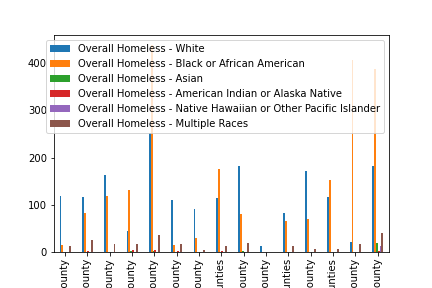 Overall Homeless - White
Overall Homeless - Black or African American
Overall Homeless - Asian
Overall Homeless - American Indian or Alaska Native
Overall Homeless - Native Hawaiian or Other Pacific Islander
Overall Homeless - Multiple Races
400
300
200
100
0
ounty
ounty
ounty
ounty
ounty
ounty
ounty
unties
ounty
ounty
unties
ounty
unties
ounty
ounty